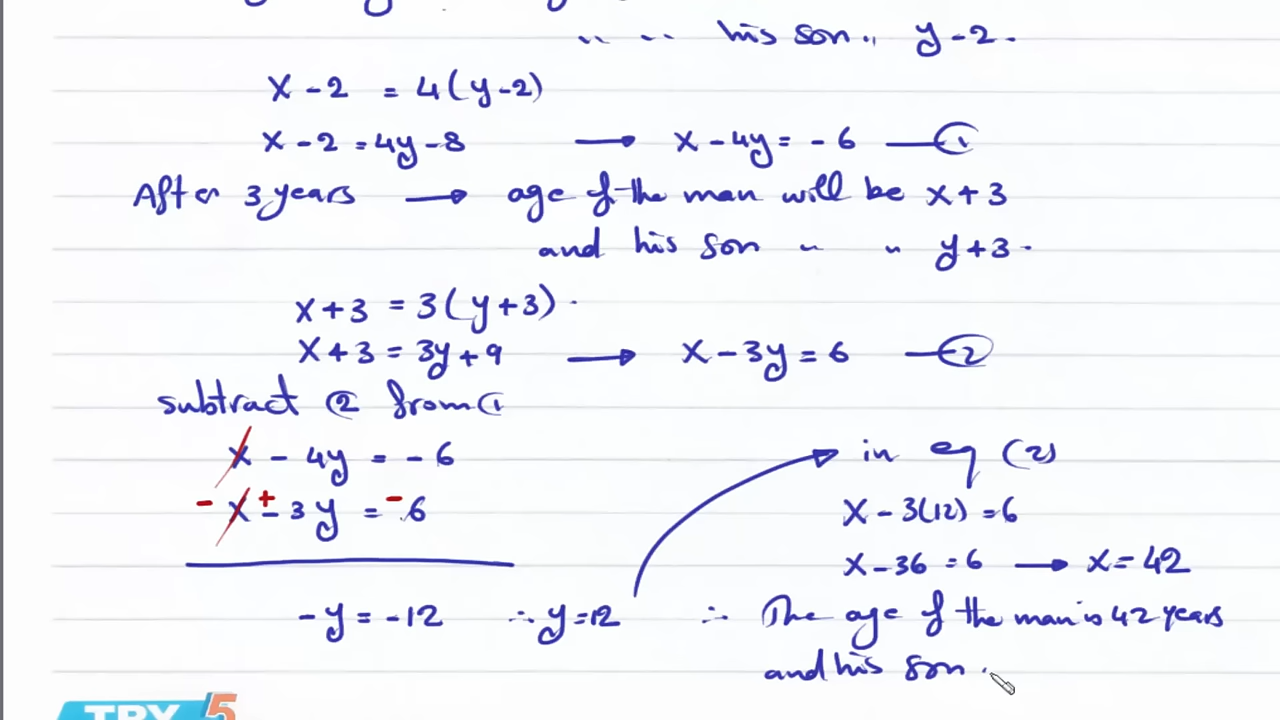 〃 〃 his son 〃 y-2.
x-2 = 4(y-2)
x-2 = 4y-8 → x-4y = -6 — ①
After 3 years → age of the man will be x+3
and his son 〃 〃 y+3.
x+3 = 3(y+3).
x+3 = 3y+9 → x-3y = 6 — ②
subtract ② from ①
x - 4y = -6
- x ± 3y = -6
-y = -12 ∴ y=12
in eq (2)
x-3(12) = 6
x-36 = 6 → x = 42
∴ The age of the man is 42 years
and his son
TRY 5